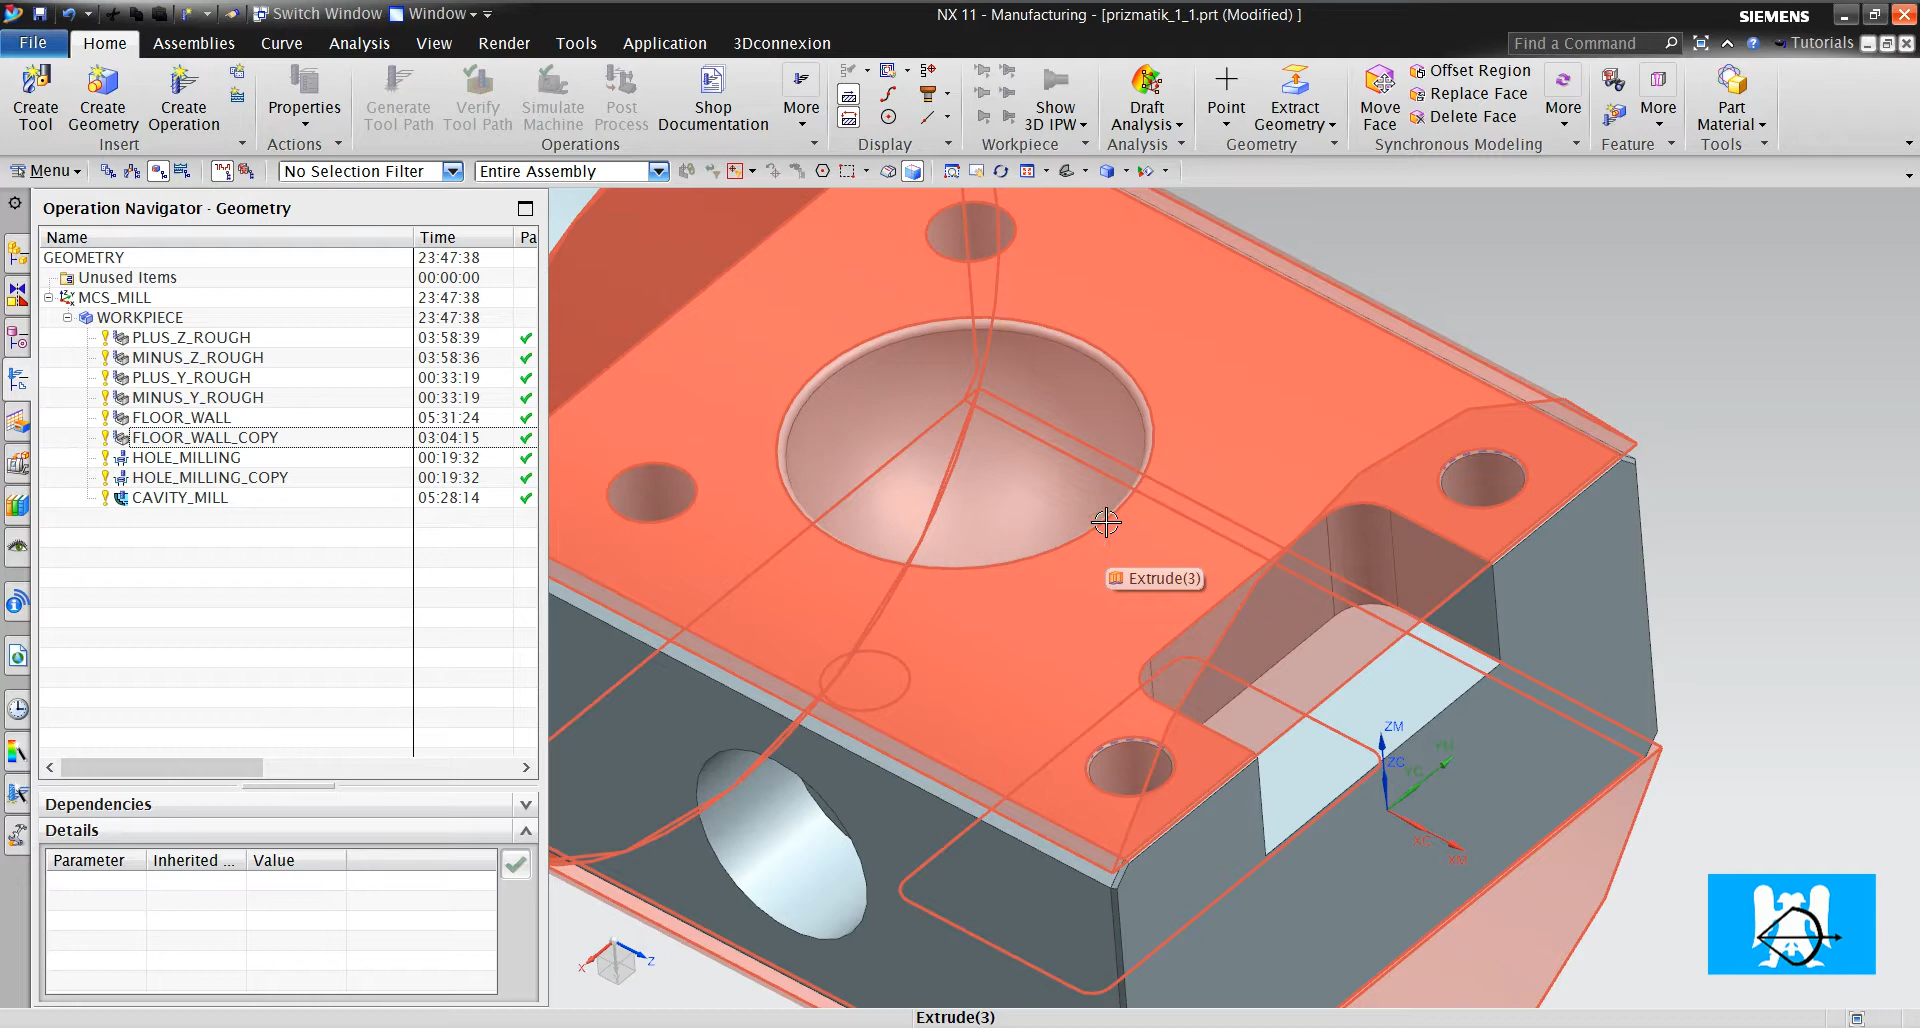 Switch Window Window
NX 11 - Manufacturing - [prizmatik_1_1.prt (Modified) ]
SIEMENS
File Home Assemblies Curve Analysis View Render Tools Application 3Dconnexion
Find a Command
Tutorials
Create Tool
Create Geometry
Create Operation
Properties
Generate Tool Path
Verify Tool Path
Simulate Machine
Post Process
Shop Documentation
More
Show 3D IPW
Draft Analysis
Point
Extract Geometry
Move Face
Offset Region
Replace Face
Delete Face
More
More
Part Material
Insert Actions Operations Display Workpiece Analysis Geometry Synchronous Modeling Feature Tools
Menu No Selection Filter Entire Assembly
Operation Navigator - Geometry
Name Time Pa
GEOMETRY 23:47:38
Unused Items 00:00:00
MCS_MILL 23:47:38
WORKPIECE 23:47:38
PLUS_Z_ROUGH 03:58:39
MINUS_Z_ROUGH 03:58:36
PLUS_Y_ROUGH 00:33:19
MINUS_Y_ROUGH 00:33:19
FLOOR_WALL 05:31:24
FLOOR_WALL_COPY 03:04:15
HOLE_MILLING 00:19:32
HOLE_MILLING_COPY 00:19:32
CAVITY_MILL 05:28:14
Dependencies
Details
Parameter Inherited ... Value
Extrude(3)
ZM
ZC
YM
YC
XC
XM
X
Z
Extrude(3)